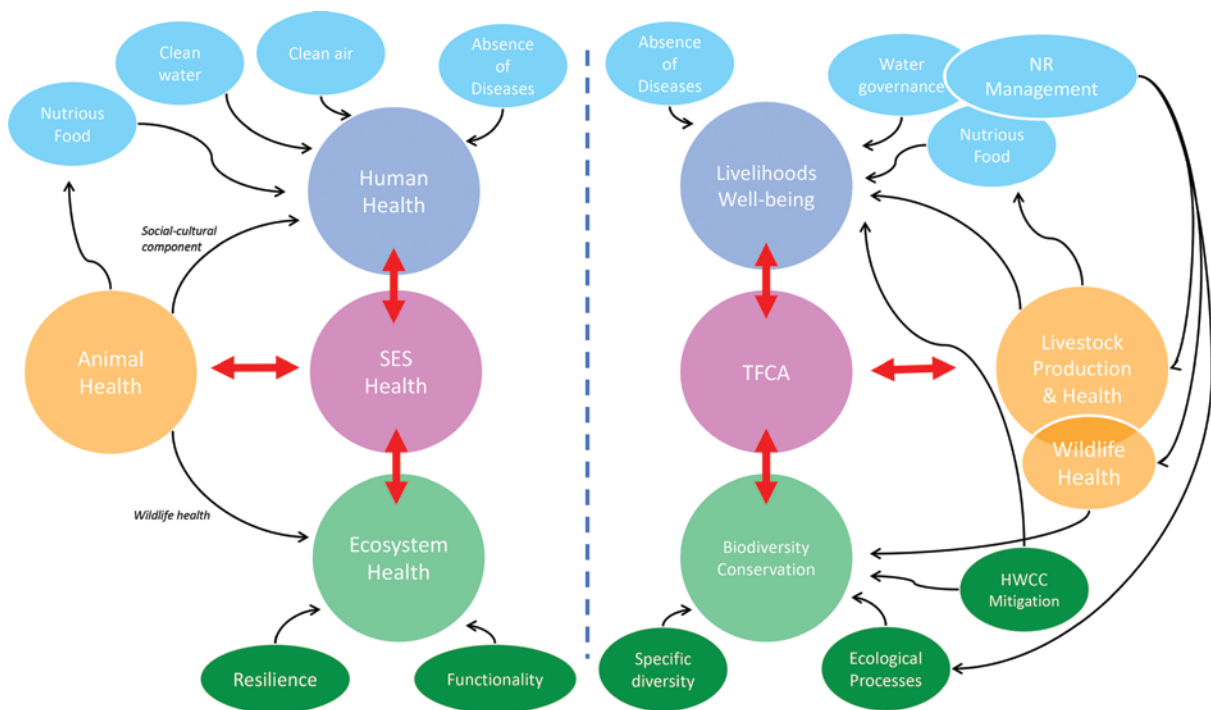 Clean
water
Clean air
Absence
of
Diseases
Nutrious
Food
Human
Health
Social-cultural
component
Animal
Health
SES
Health
Wildlife health
Ecosystem
Health
Resilience
Functionality
Absence
of
Diseases
Water
governance
NR
Management
Nutrious
Food
Livelihoods
Well-being
TFCA
Livestock
Production
& Health
Wildlife
Health
Biodiversity
Conservation
HWCC
Mitigation
Specific
diversity
Ecological
Processes